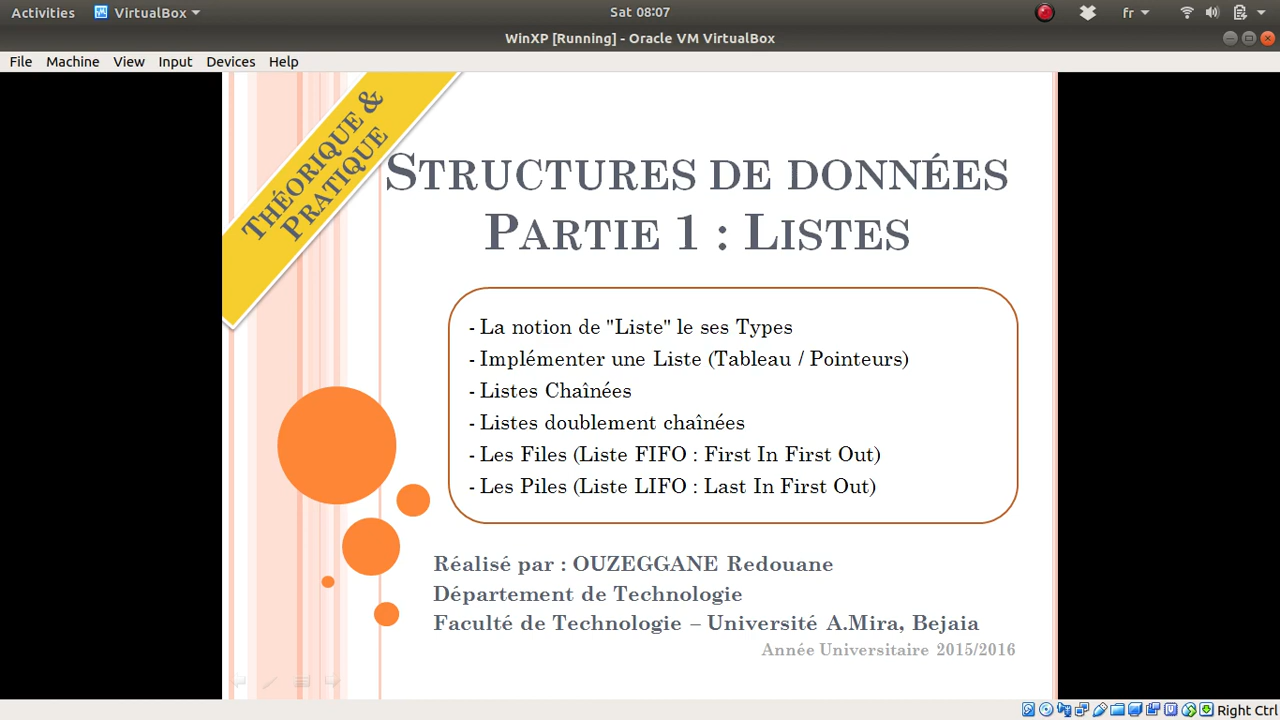 Activities VirtualBox Sat 08:07 fr
WinXP [Running] - Oracle VM VirtualBox
File Machine View Input Devices Help
THÉORIQUE &
PRATIQUE
STRUCTURES DE DONNÉES
PARTIE 1 : LISTES
- La notion de "Liste" le ses Types
- Implémenter une Liste (Tableau / Pointeurs)
- Listes Chaînées
- Listes doublement chaînées
- Les Files (Liste FIFO : First In First Out)
- Les Piles (Liste LIFO : Last In First Out)
Réalisé par : OUZEGGANE Redouane
Département de Technologie
Faculté de Technologie – Université A.Mira, Bejaia
Année Universitaire 2015/2016
Right Ctrl